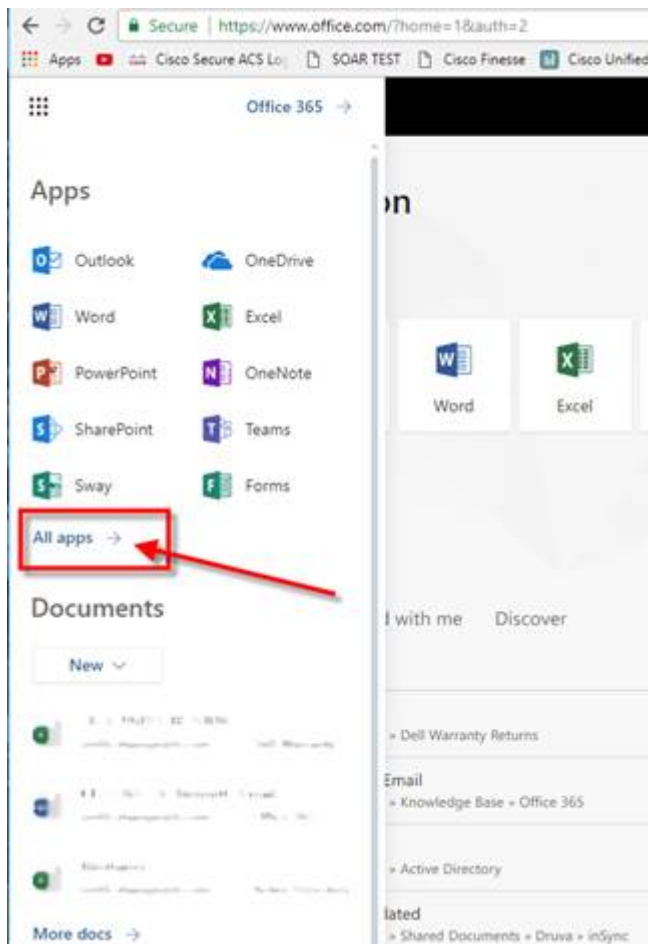 Secure | https://www.office.com/?home=1&auth=2
Apps Cisco Secure ACS Lo SOAR TEST Cisco Finesse Cisco Unified
Office 365 →
Apps
on
Outlook OneDrive
Word Excel
PowerPoint OneNote
Word Excel
SharePoint Teams
Sway Forms
All apps →
Documents
d with me Discover
New
Dell Warranty
» Dell Warranty Returns
Email
» Knowledge Base » Office 365
» Active Directory
lated
More docs →
» Shared Documents » Druva » inSync